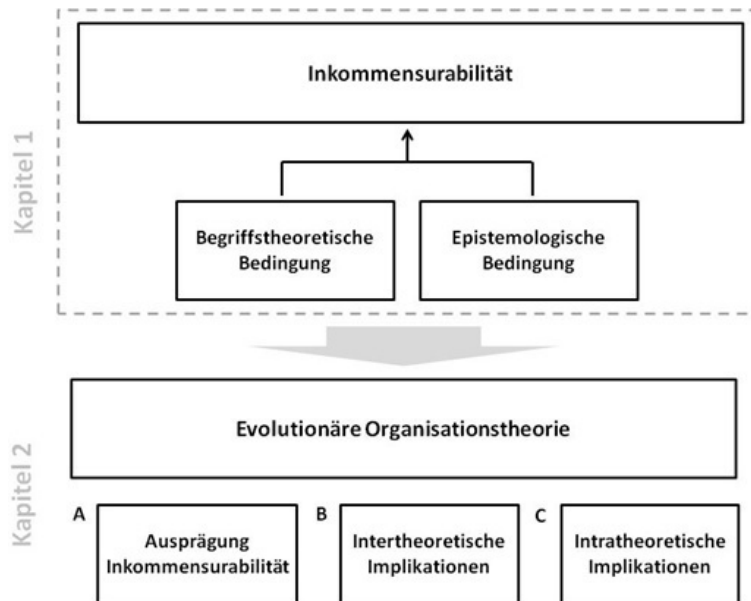 Kapitel 1
Inkommensurabilität
Begriffstheoretische
Bedingung
Epistemologische
Bedingung
Kapitel 2
Evolutionäre Organisationstheorie
A
Ausprägung
Inkommensurabilität
B
Intertheoretische
Implikationen
C
Intratheoretische
Implikationen